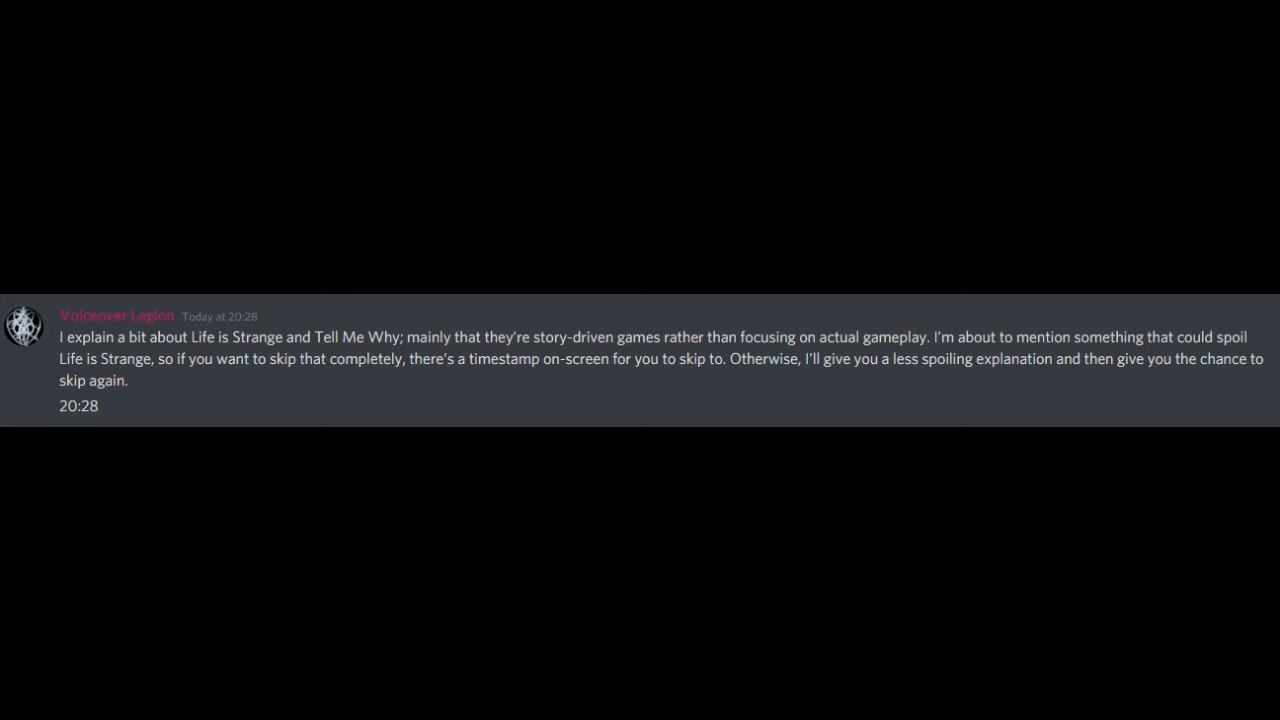 Voiceover Legion Today at 20:28
I explain a bit about Life is Strange and Tell Me Why; mainly that they’re story-driven games rather than focusing on actual gameplay. I’m about to mention something that could spoil
Life is Strange, so if you want to skip that completely, there’s a timestamp on-screen for you to skip to. Otherwise, I’ll give you a less spoiling explanation and then give you the chance to
skip again.
20:28